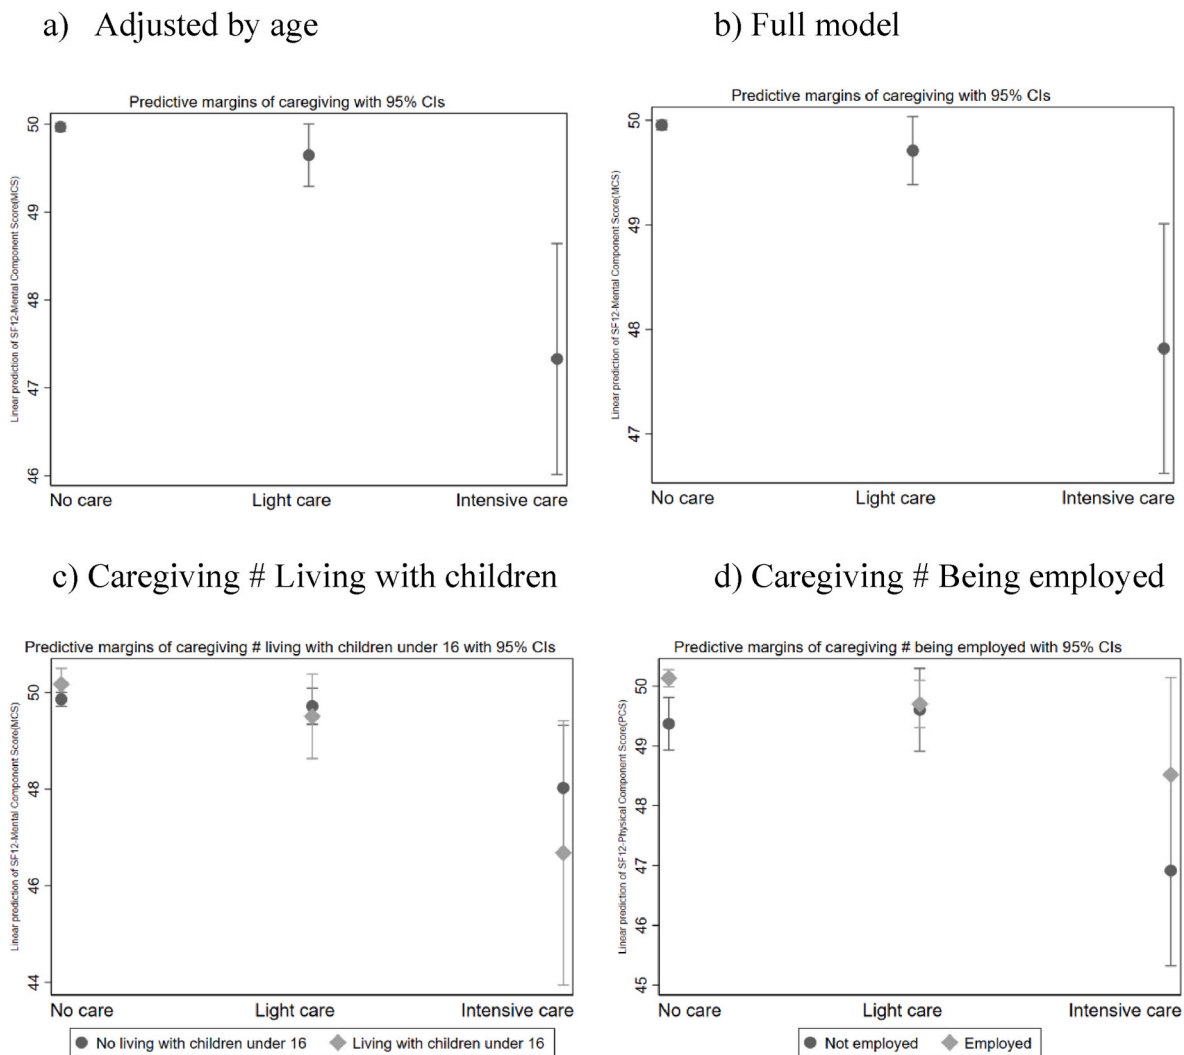 a) Adjusted by age
b) Full model
Predictive margins of caregiving with 95% CIs
Linear prediction of SF12-Mental Component Score(MCS)
50
49
48
47
46
No care
Light care
Intensive care
Predictive margins of caregiving with 95% CIs
Linear prediction of SF12-Mental Component Score(MCS)
50
49
48
47
No care
Light care
Intensive care
c) Caregiving # Living with children
d) Caregiving # Being employed
Predictive margins of caregiving # living with children under 16 with 95% CIs
Linear prediction of SF12-Mental Component Score(MCS)
50
48
46
44
No care
Light care
Intensive care
No living with children under 16
Living with children under 16
Predictive margins of caregiving # being employed with 95% CIs
Linear prediction of SF12-Physical Component Score(PCS)
50
49
48
47
46
45
No care
Light care
Intensive care
Not employed
Employed